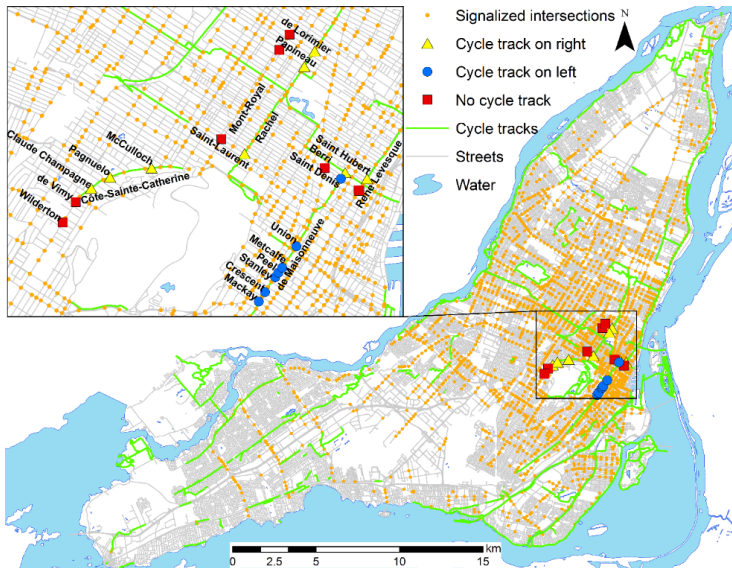 Signalized intersections
Cycle track on right
Cycle track on left
No cycle track
Cycle tracks
Streets
Water
N
de Lorimier
Papineau
Mont-Royal
Rachel
Saint-Laurent
McCulloch
Pagnuelo
Claude Champagne
de Vimy
Wilderton
Côte-Sainte-Catherine
Saint Hubert
Berri
Saint Denis
René Lévesque
Union
Metcalfe
Peel
Stanley
Crescent
Mackay
de Maisonneuve
km
0 2.5 5 10 15